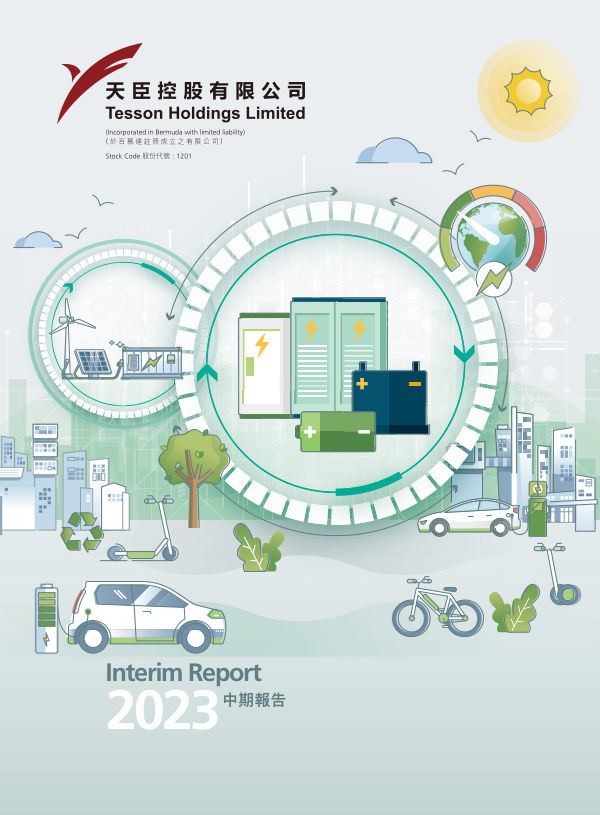 天臣控股有限公司
Tesson Holdings Limited
(Incorporated in Bermuda with limited liability)
(於百慕達註冊成立之有限公司)
Stock Code 股份代號 : 1201
Interim Report
2023 中期報告